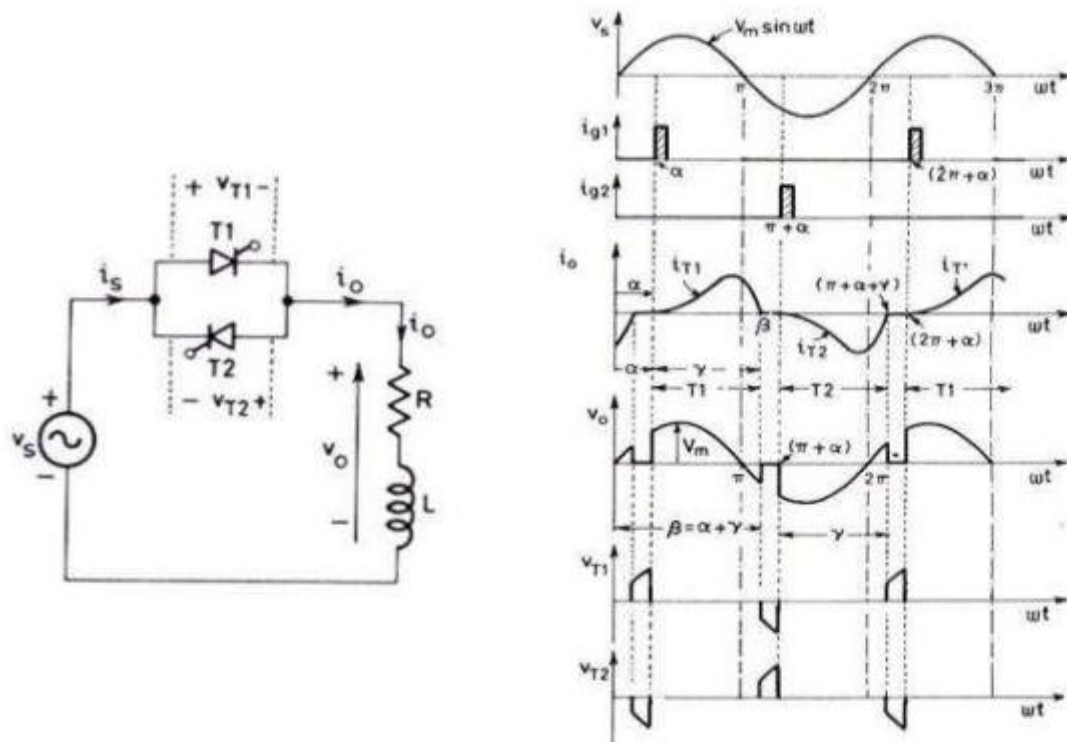 + vT1 -
T1
is
io
io
T2
- vT2 +
+
vs
-
+
vo
-
R
L
vs
Vm sin ωt
π
2π
3π
ωt
ig1
α
(2π+α)
ωt
ig2
π+α
ωt
io
α
iT1
(π+α+γ)
iT'
β
iT2
(2π+α)
ωt
α
γ
T1
T2
T1
vo
Vm
(π+α)
π
2π
ωt
β=α+γ
γ
vT1
ωt
vT2
ωt